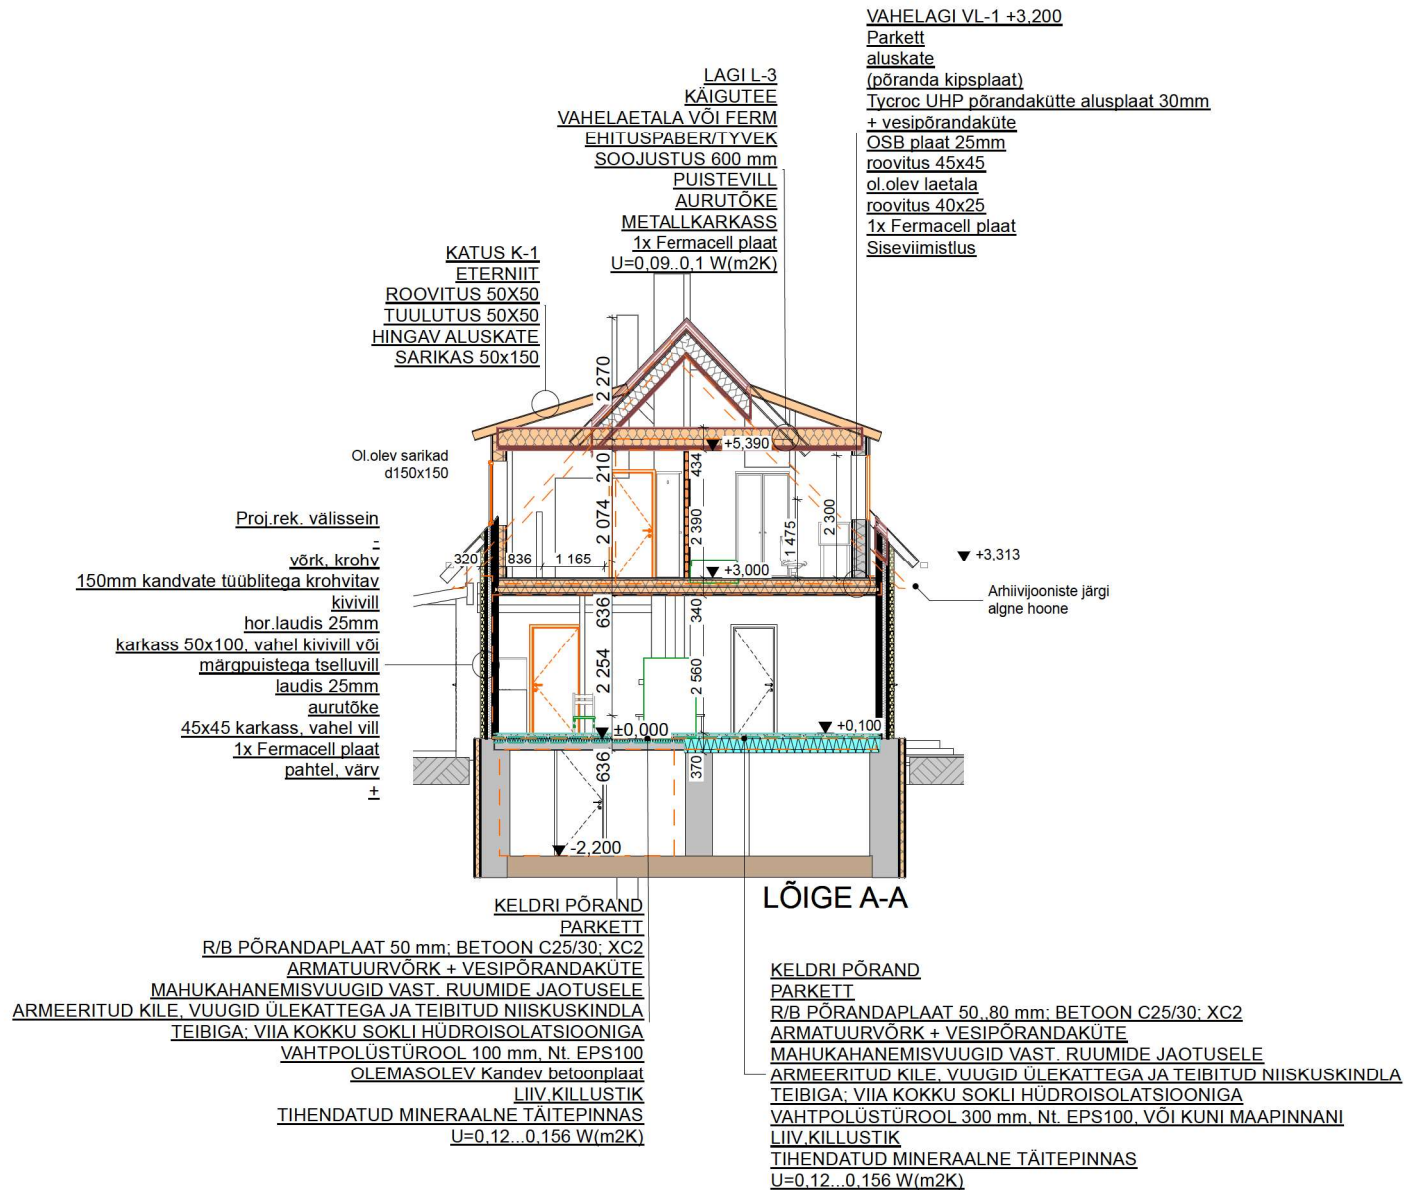 VAHELAGI VL-1 +3,200
Parkett
aluskate
(põranda kipsplaat)
Tycroc UHP põrandakütte alusplaat 30mm
+ vesipõrandaküte
OSB plaat 25mm
roovitus 45x45
ol.olev laetala
roovitus 40x25
1x Fermacell plaat
Siseviimistlus
LAGI L-3
KÄIGUTEE
VAHELAETALA VÕI FERM
EHITUSPABER/TYVEK
SOOJUSTUS 600 mm
PUISTEVILL
AURUTÕKE
METALLKARKASS
1x Fermacell plaat
U=0,09..0,1 W(m2K)
KATUS K-1
ETERNIIT
ROOVITUS 50X50
TUULUTUS 50X50
HINGAV ALUSKATE
SARIKAS 50x150
2 270
+5,390
Ol.olev sarikad
d150x150
210
434
2 074
2 390
1 475
2 300
320
836
1 165
+3,000
+3,313
Arhiivijooniste järgi
algne hoone
Proj.rek. välissein
-
võrk, krohv
150mm kandvate tüüblitega krohvitav
kivivill
hor.laudis 25mm
karkass 50x100, vahel kivivill või
märgpuistega tselluvill
laudis 25mm
aurutõke
45x45 karkass, vahel vill
1x Fermacell plaat
pahtel, värv
+
636
340
2 254
2 560
±0,000
+0,100
636
370
-2,200
LÕIGE A-A
KELDRI PÕRAND
PARKETT
R/B PÕRANDAPLAAT 50 mm; BETOON C25/30; XC2
ARMATUURVÕRK + VESIPÕRANDAKÜTE
MAHUKAHANEMISVUUGID VAST. RUUMIDE JAOTUSELE
ARMEERITUD KILE, VUUGID ÜLEKATTEGA JA TEIBITUD NIISKUSKINDLA
TEIBIGA; VIIA KOKKU SOKLI HÜDROISOLATSIOONIGA
VAHTPOLÜSTÜROOL 100 mm, Nt. EPS100
OLEMASOLEV Kandev betoonplaat
LIIV,KILLUSTIK
TIHENDATUD MINERAALNE TÄITEPINNAS
U=0,12...0,156 W(m2K)
KELDRI PÕRAND
PARKETT
R/B PÕRANDAPLAAT 50,,80 mm; BETOON C25/30; XC2
ARMATUURVÕRK + VESIPÕRANDAKÜTE
MAHUKAHANEMISVUUGID VAST. RUUMIDE JAOTUSELE
ARMEERITUD KILE, VUUGID ÜLEKATTEGA JA TEIBITUD NIISKUSKINDLA
TEIBIGA; VIIA KOKKU SOKLI HÜDROISOLATSIOONIGA
VAHTPOLÜSTÜROOL 300 mm, Nt. EPS100, VÕI KUNI MAAPINNANI
LIIV,KILLUSTIK
TIHENDATUD MINERAALNE TÄITEPINNAS
U=0,12...0,156 W(m2K)